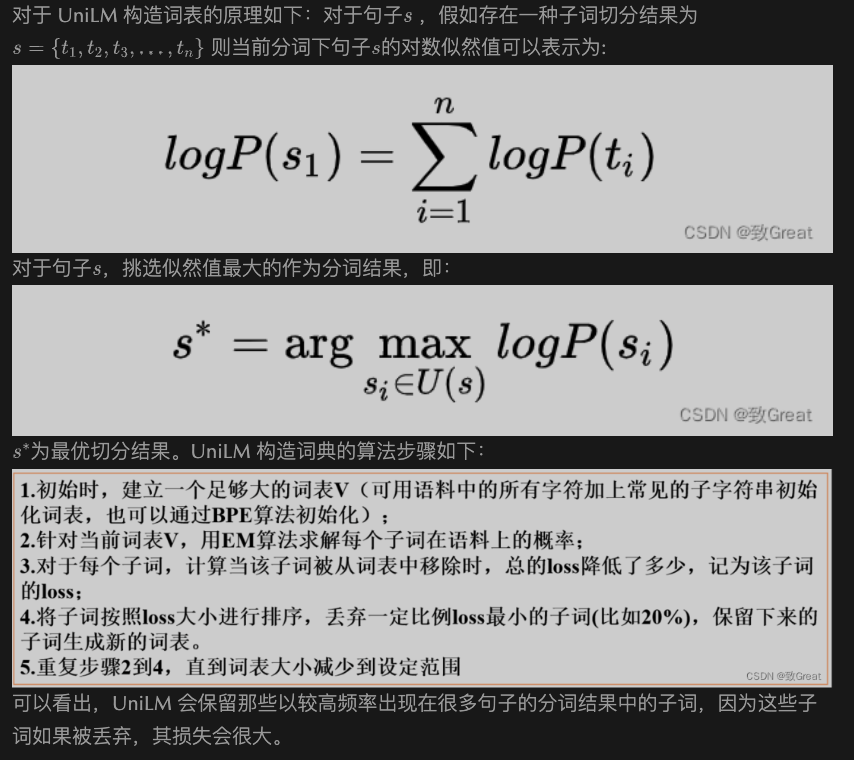 对于 UniLM 构造词表的原理如下：对于句子s ，假如存在一种子词切分结果为
s = {t₁, t₂, t₃, . . . , tₙ} 则当前分词下句子s的对数似然值可以表示为:
logP(s₁) = ∑ⁿᵢ₌₁ logP(tᵢ)
CSDN @致Great
对于句子s，挑选似然值最大的作为分词结果，即：
s* = arg max_{sᵢ∈U(s)} logP(sᵢ)
CSDN @致Great
s*为最优切分结果。UniLM 构造词典的算法步骤如下：
1.初始时，建立一个足够大的词表V（可用语料中的所有字符加上常见的子字符串初始
化词表，也可以通过BPE算法初始化）；
2.针对当前词表V，用EM算法求解每个子词在语料上的概率；
3.对于每个子词，计算当该子词被从词表中移除时，总的loss降低了多少，记为该子词
的loss；
4.将子词按照loss大小进行排序，丢弃一定比例loss最小的子词(比如20%)，保留下来的
子词生成新的词表。
5.重复步骤2到4，直到词表大小减少到设定范围
CSDN @致Great
可以看出，UniLM 会保留那些以较高频率出现在很多句子的分词结果中的子词，因为这些子
词如果被丢弃，其损失会很大。